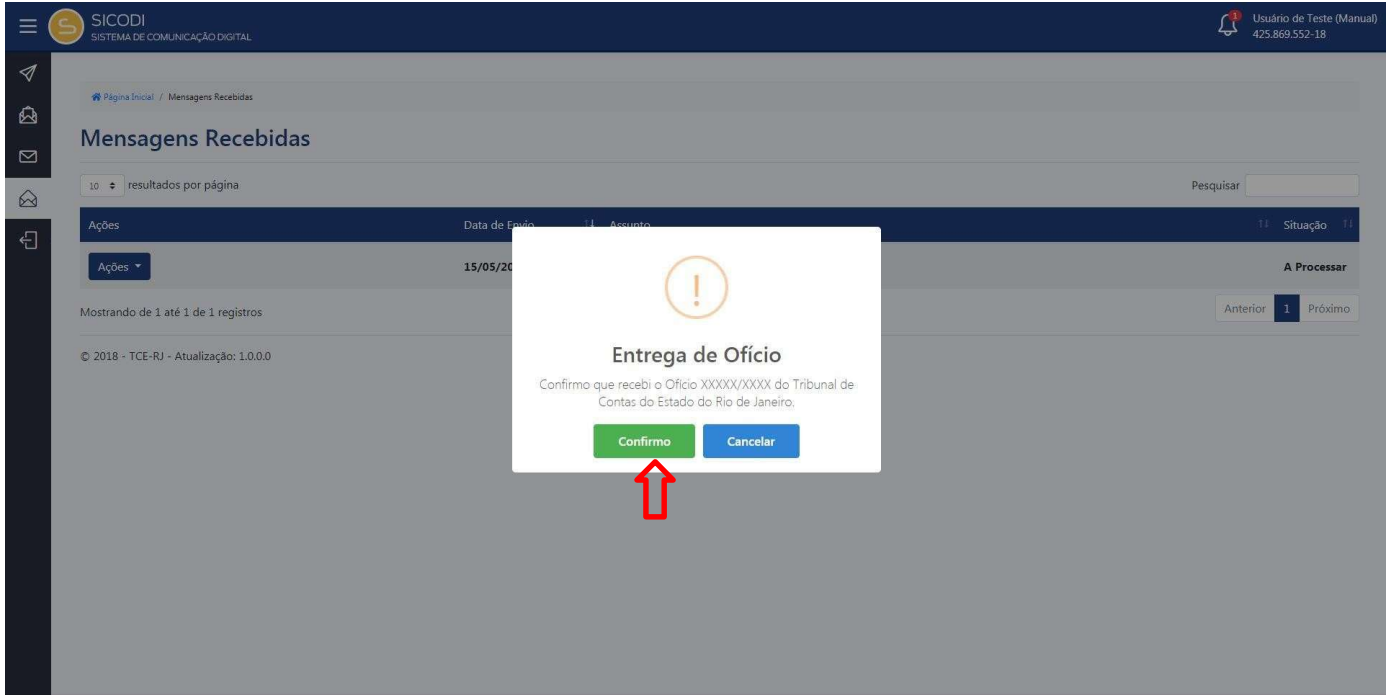 SICODI
SISTEMA DE COMUNICAÇÃO DIGITAL
1
Usuário de Teste (Manual)
425.869.552-18
Página Inicial / Mensagens Recebidas
Mensagens Recebidas
10 resultados por página
Pesquisar
Ações Data de Envio Assunto Situação
Ações 15/05/20 A Processar
Mostrando de 1 até 1 de 1 registros
Anterior 1 Próximo
© 2018 - TCE-RJ - Atualização: 1.0.0.0
!
Entrega de Ofício
Confirmo que recebi o Ofício XXXXX/XXXX do Tribunal de
Contas do Estado do Rio de Janeiro.
Confirmo Cancelar